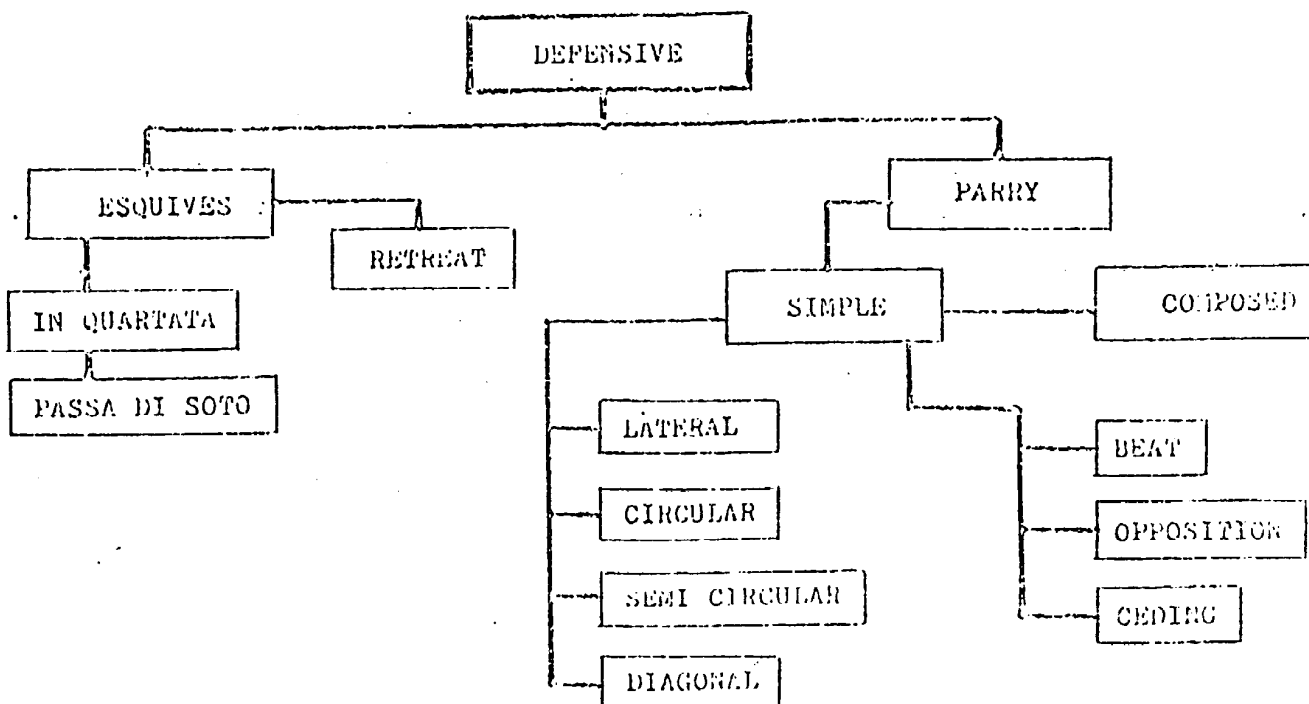 DEFENSIVE
ESQUIVES
PARRY
RETREAT
SIMPLE
COMPOSED
IN QUARTATA
PASSA DI SOTO
LATERAL
BEAT
CIRCULAR
OPPOSITION
SEMI CIRCULAR
CEDING
DIAGONAL